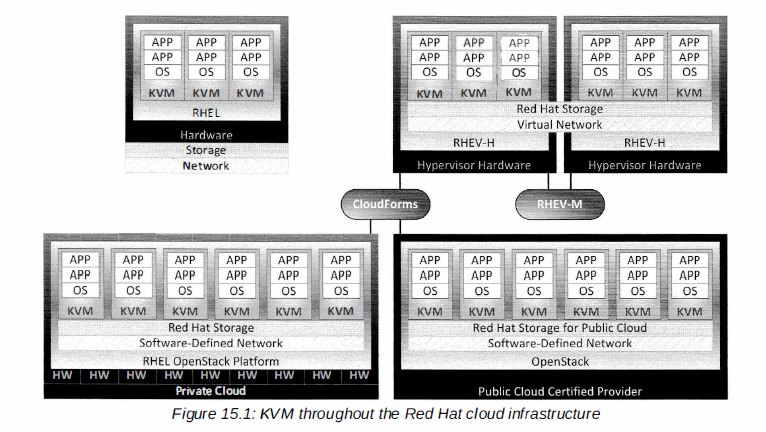 APP APP APP
APP APP APP
OS OS OS
KVM KVM KVM
RHEL
Hardware
Storage
Network
APP APP APP
APP APP APP
OS OS OS
KVM KVM KVM
APP APP APP
APP APP APP
OS OS OS
KVM KVM KVM
Red Hat Storage
Virtual Network
RHEV-H
RHEV-H
Hypervisor Hardware
Hypervisor Hardware
CloudForms
RHEV-M
APP APP APP APP APP APP
APP APP APP APP APP APP
OS OS OS OS OS OS
KVM KVM KVM KVM KVM KVM
Red Hat Storage
Software-Defined Network
RHEL OpenStack Platform
HW HW HW HW HW HW HW HW HW
Private Cloud
APP APP APP APP APP APP
APP APP APP APP APP APP
OS OS OS OS OS OS
KVM KVM KVM KVM KVM KVM
Red Hat Storage for Public Cloud
Software-Defined Network
OpenStack
Public Cloud Certified Provider
Figure 15.1: KVM throughout the Red Hat cloud infrastructure